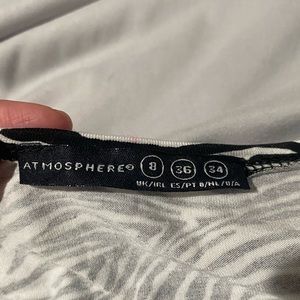 ATMOSPHERE® 8 36 34
UK/IRL ES/PT D/NL/B/A